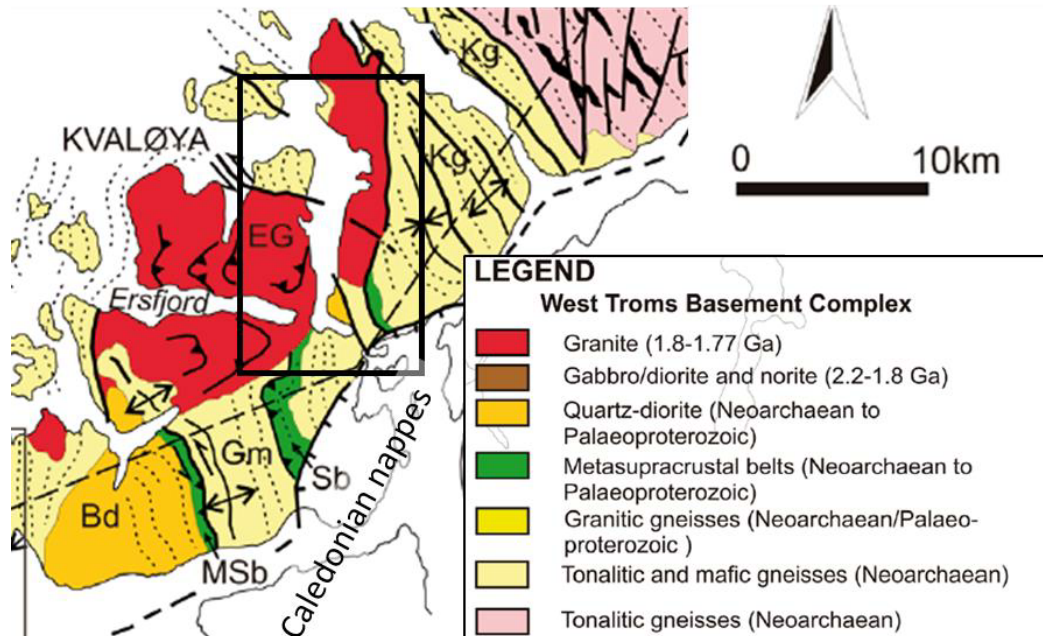 Kg
KVALØYA
Kg
0 10km
EG
Ersfjord
LEGEND
West Troms Basement Complex
Granite (1.8-1.77 Ga)
Gabbro/diorite and norite (2.2-1.8 Ga)
Quartz-diorite (Neoarchaean to
Palaeoproterozoic)
Metasupracrustal belts (Neoarchaean to
Palaeoproterozoic)
Granitic gneisses (Neoarchaean/Palaeo-
proterozoic )
Tonalitic and mafic gneisses (Neoarchaean)
Tonalitic gneisses (Neoarchaean)
Gm
Sb
Bd
MSb
Caledonian nappes